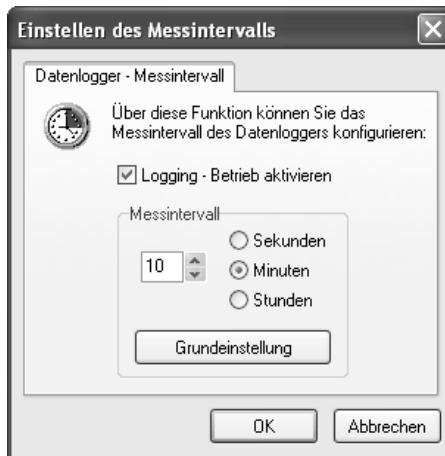 Einstellen des Messintervalls
Datenlogger - Messintervall
Über diese Funktion können Sie das
Messintervall des Datenloggers konfigurieren:
Logging - Betrieb aktivieren
Messintervall
10
Sekunden
Minuten
Stunden
Grundeinstellung
OK
Abbrechen